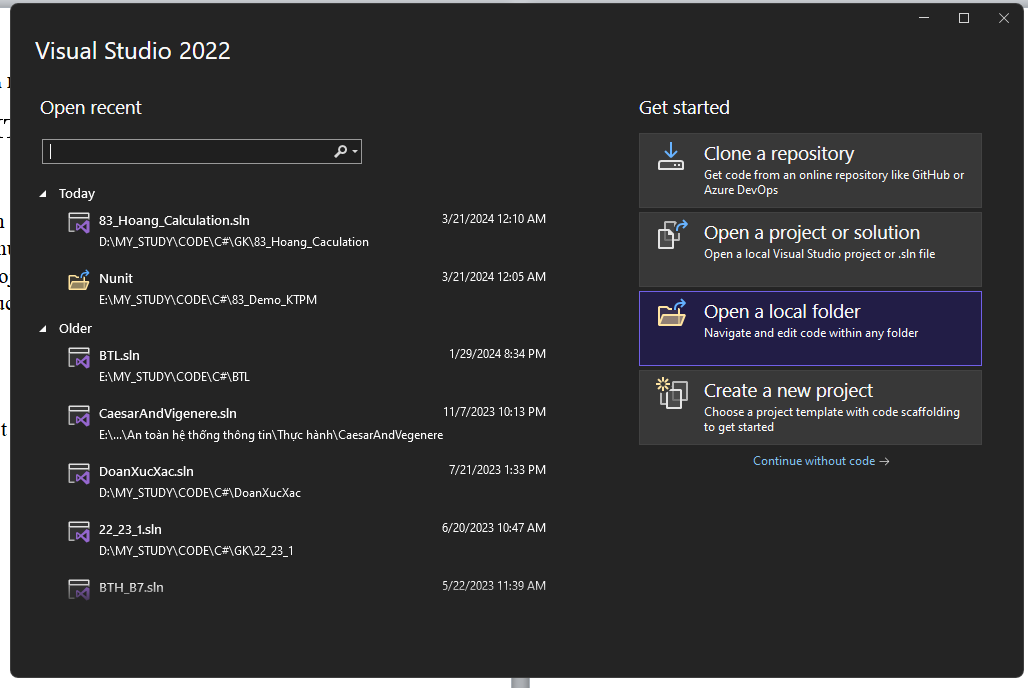 Visual Studio 2022
Open recent
Today
83_Hoang_Calculation.sln 3/21/2024 12:10 AM
D:\MY_STUDY\CODE\C#\GK\83_Hoang_Caculation
Nunit 3/21/2024 12:05 AM
E:\MY_STUDY\CODE\C#\83_Demo_KTPM
Older
BTL.sln 1/29/2024 8:34 PM
E:\MY_STUDY\CODE\C#\BTL
CaesarAndVigenere.sln 11/7/2023 10:13 PM
E:\...\An toàn hệ thống thông tin\Thực hành\CaesarAndVegenere
DoanXucXac.sln 7/21/2023 1:33 PM
D:\MY_STUDY\CODE\C#\DoanXucXac
22_23_1.sln 6/20/2023 10:47 AM
D:\MY_STUDY\CODE\C#\GK\22_23_1
BTH_B7.sln 5/22/2023 11:39 AM
Get started
Clone a repository
Get code from an online repository like GitHub or
Azure DevOps
Open a project or solution
Open a local Visual Studio project or .sln file
Open a local folder
Navigate and edit code within any folder
Create a new project
Choose a project template with code scaffolding
to get started
Continue without code →